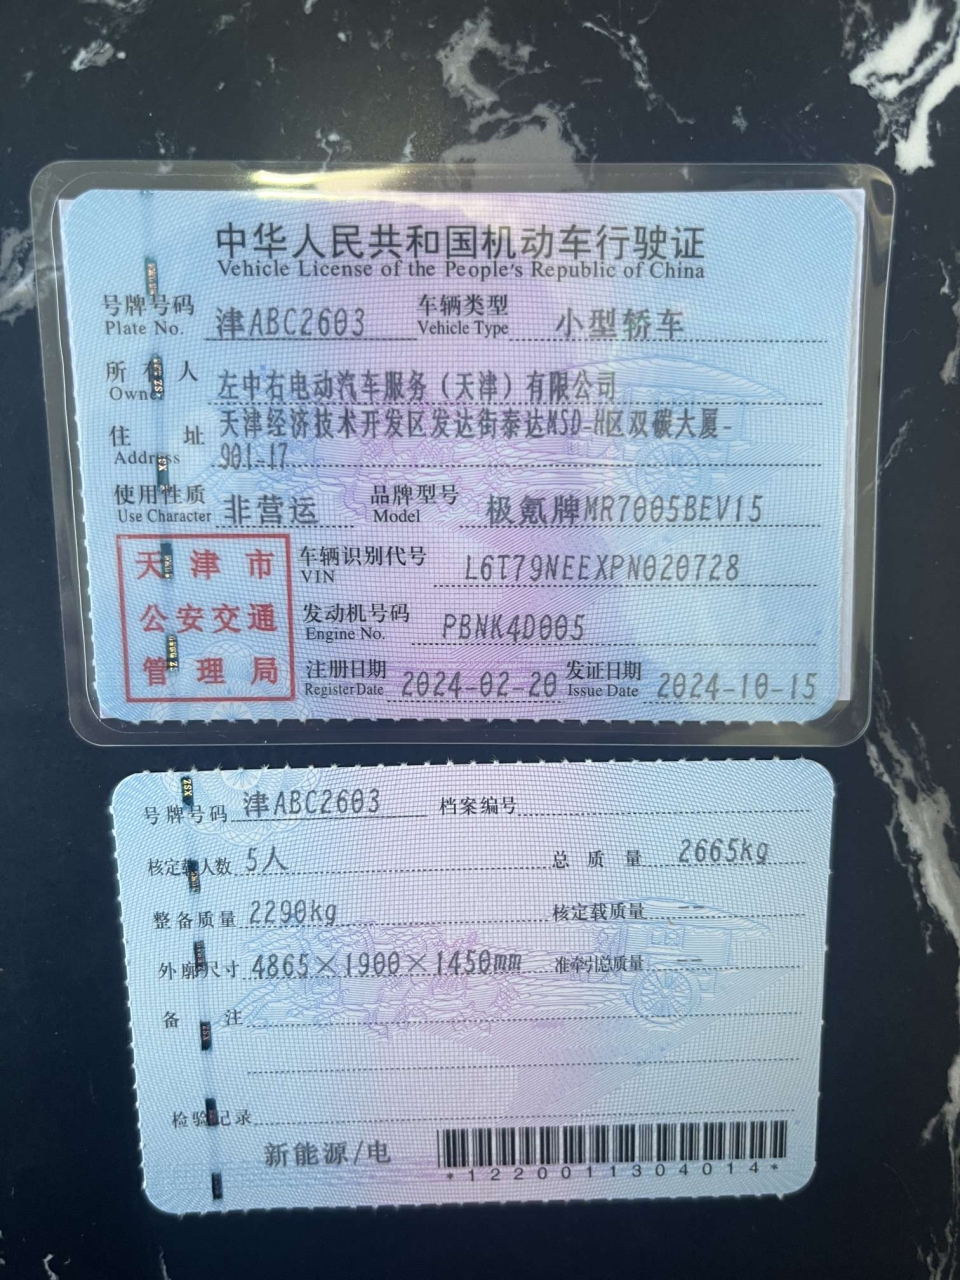 中华人民共和国机动车行驶证
Vehicle License of the People's Republic of China
号牌号码 津ABC2603 车辆类型 小型轿车
Plate No. Vehicle Type
所有人 左中右电动汽车服务（天津）有限公司
Owner
住址 天津经济技术开发区发达街泰达MSD-H区双碳大厦-
Address 901-17
使用性质 非营运 品牌型号 极氪牌MR7005BEV15
Use Character Model
天津市
公安交通
管理局
车辆识别代号 L6T79NEEXPN020728
VIN
发动机号码 PBNK4D005
Engine No.
注册日期 2024-02-20 发证日期 2024-10-15
Register Date Issue Date
号牌号码 津ABC2603 档案编号
核定载人数 5人 总质量 2665kg
整备质量 2290kg 核定载质量 --
外廓尺寸 4865×1900×1450mm 准牵引总质量 --
备注
检验记录
新能源/电
*1220011304014*